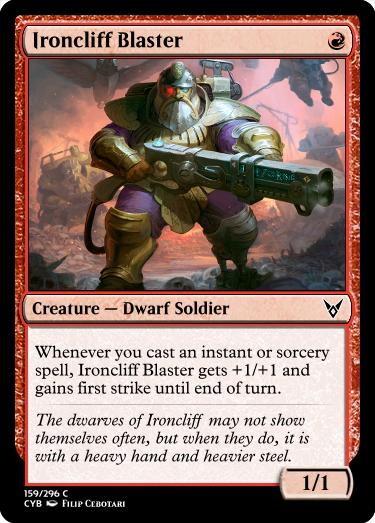 Ironcliff Blaster
Creature — Dwarf Soldier
Whenever you cast an instant or sorcery
spell, Ironcliff Blaster gets +1/+1 and
gains first strike until end of turn.
The dwarves of Ironcliff may not show
themselves often, but when they do, it is
with a heavy hand and heavier steel.
1/1
159/296 C
CYB Filip Cebotari